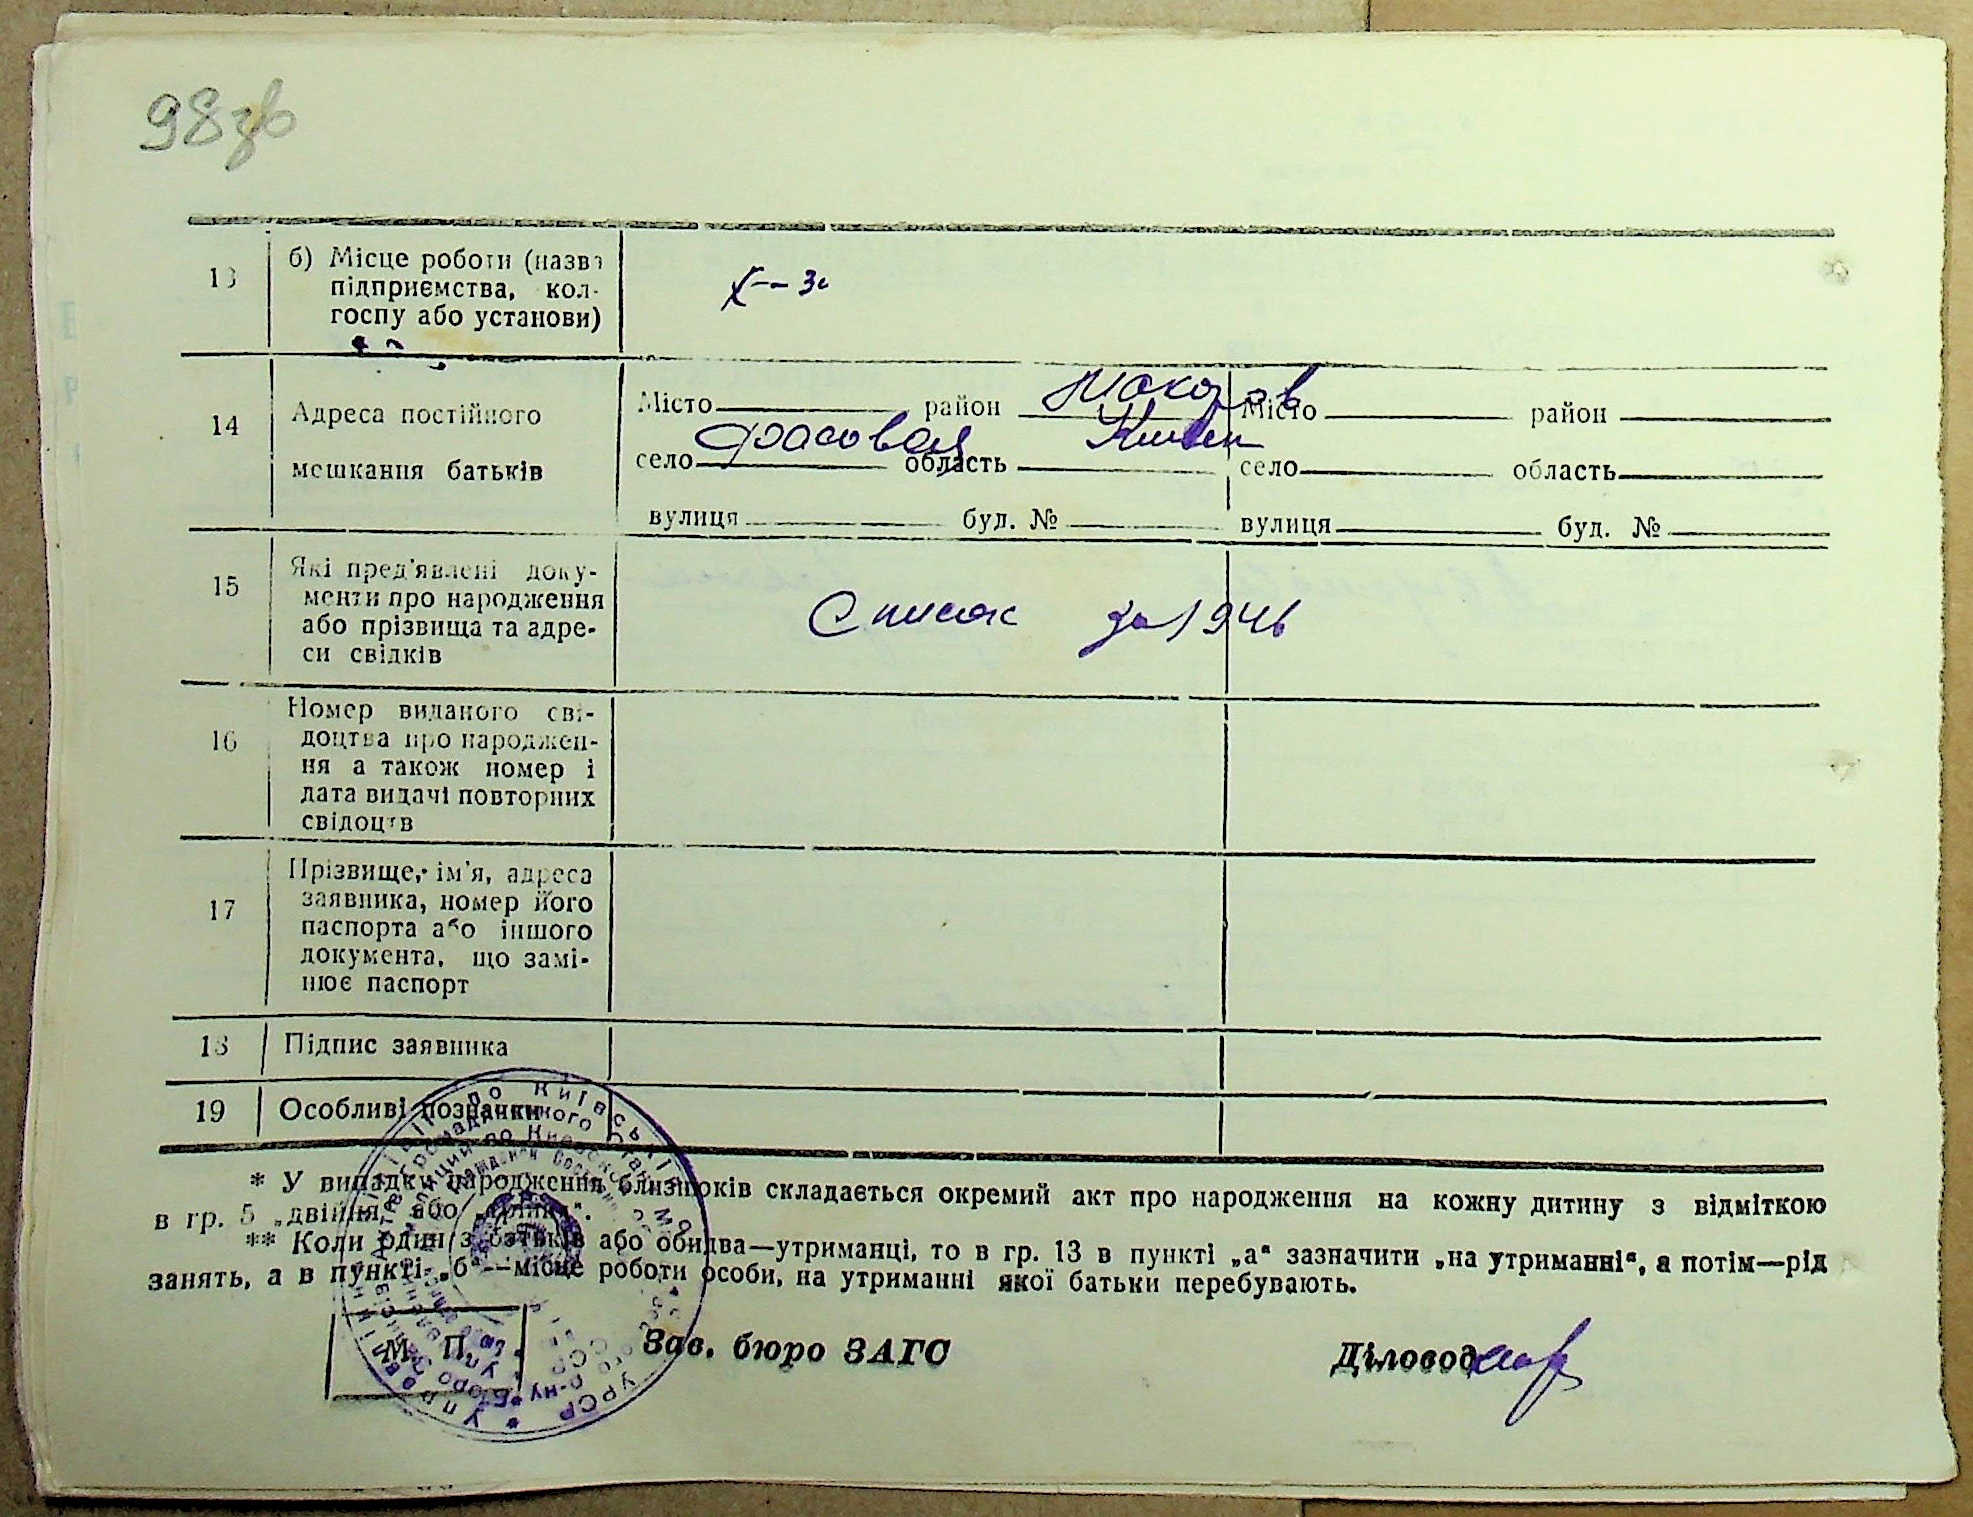 98зв
13 б) Місце роботи (назва
підприємства, кол-
госпу або установи)
14 Адреса постійного
мешкання батьків
Місто район Макарів Місто район
село Фасовая область Київ село область
вулиця буд. № вулиця буд. №
15 Які пред'явлені доку-
менти про народження
або прізвища та адре-
си свідків
Список за 1946
16 Номер виданого сві-
доцтва про народжен-
ня а також номер і
дата видачі повторних
свідоцтв
17 Прізвище, ім'я, адреса
заявника, номер його
паспорта або іншого
документа, що замі-
нює паспорт
18 Підпис заявника
19 Особливі позначки
* У випадку народження близнюків складається окремий акт про народження на кожну дитину з відміткою
в гр. 5 „двійня“ або „трійня“.
** Коли один з батьків або обидва—утриманці, то в гр. 13 в пункті „а“ зазначити „на утриманні“, а потім—рід
занять, а в пункті „б“—місце роботи особи, на утриманні якої батьки перебувають.
М. П. Зав. бюро ЗАГС Діловод